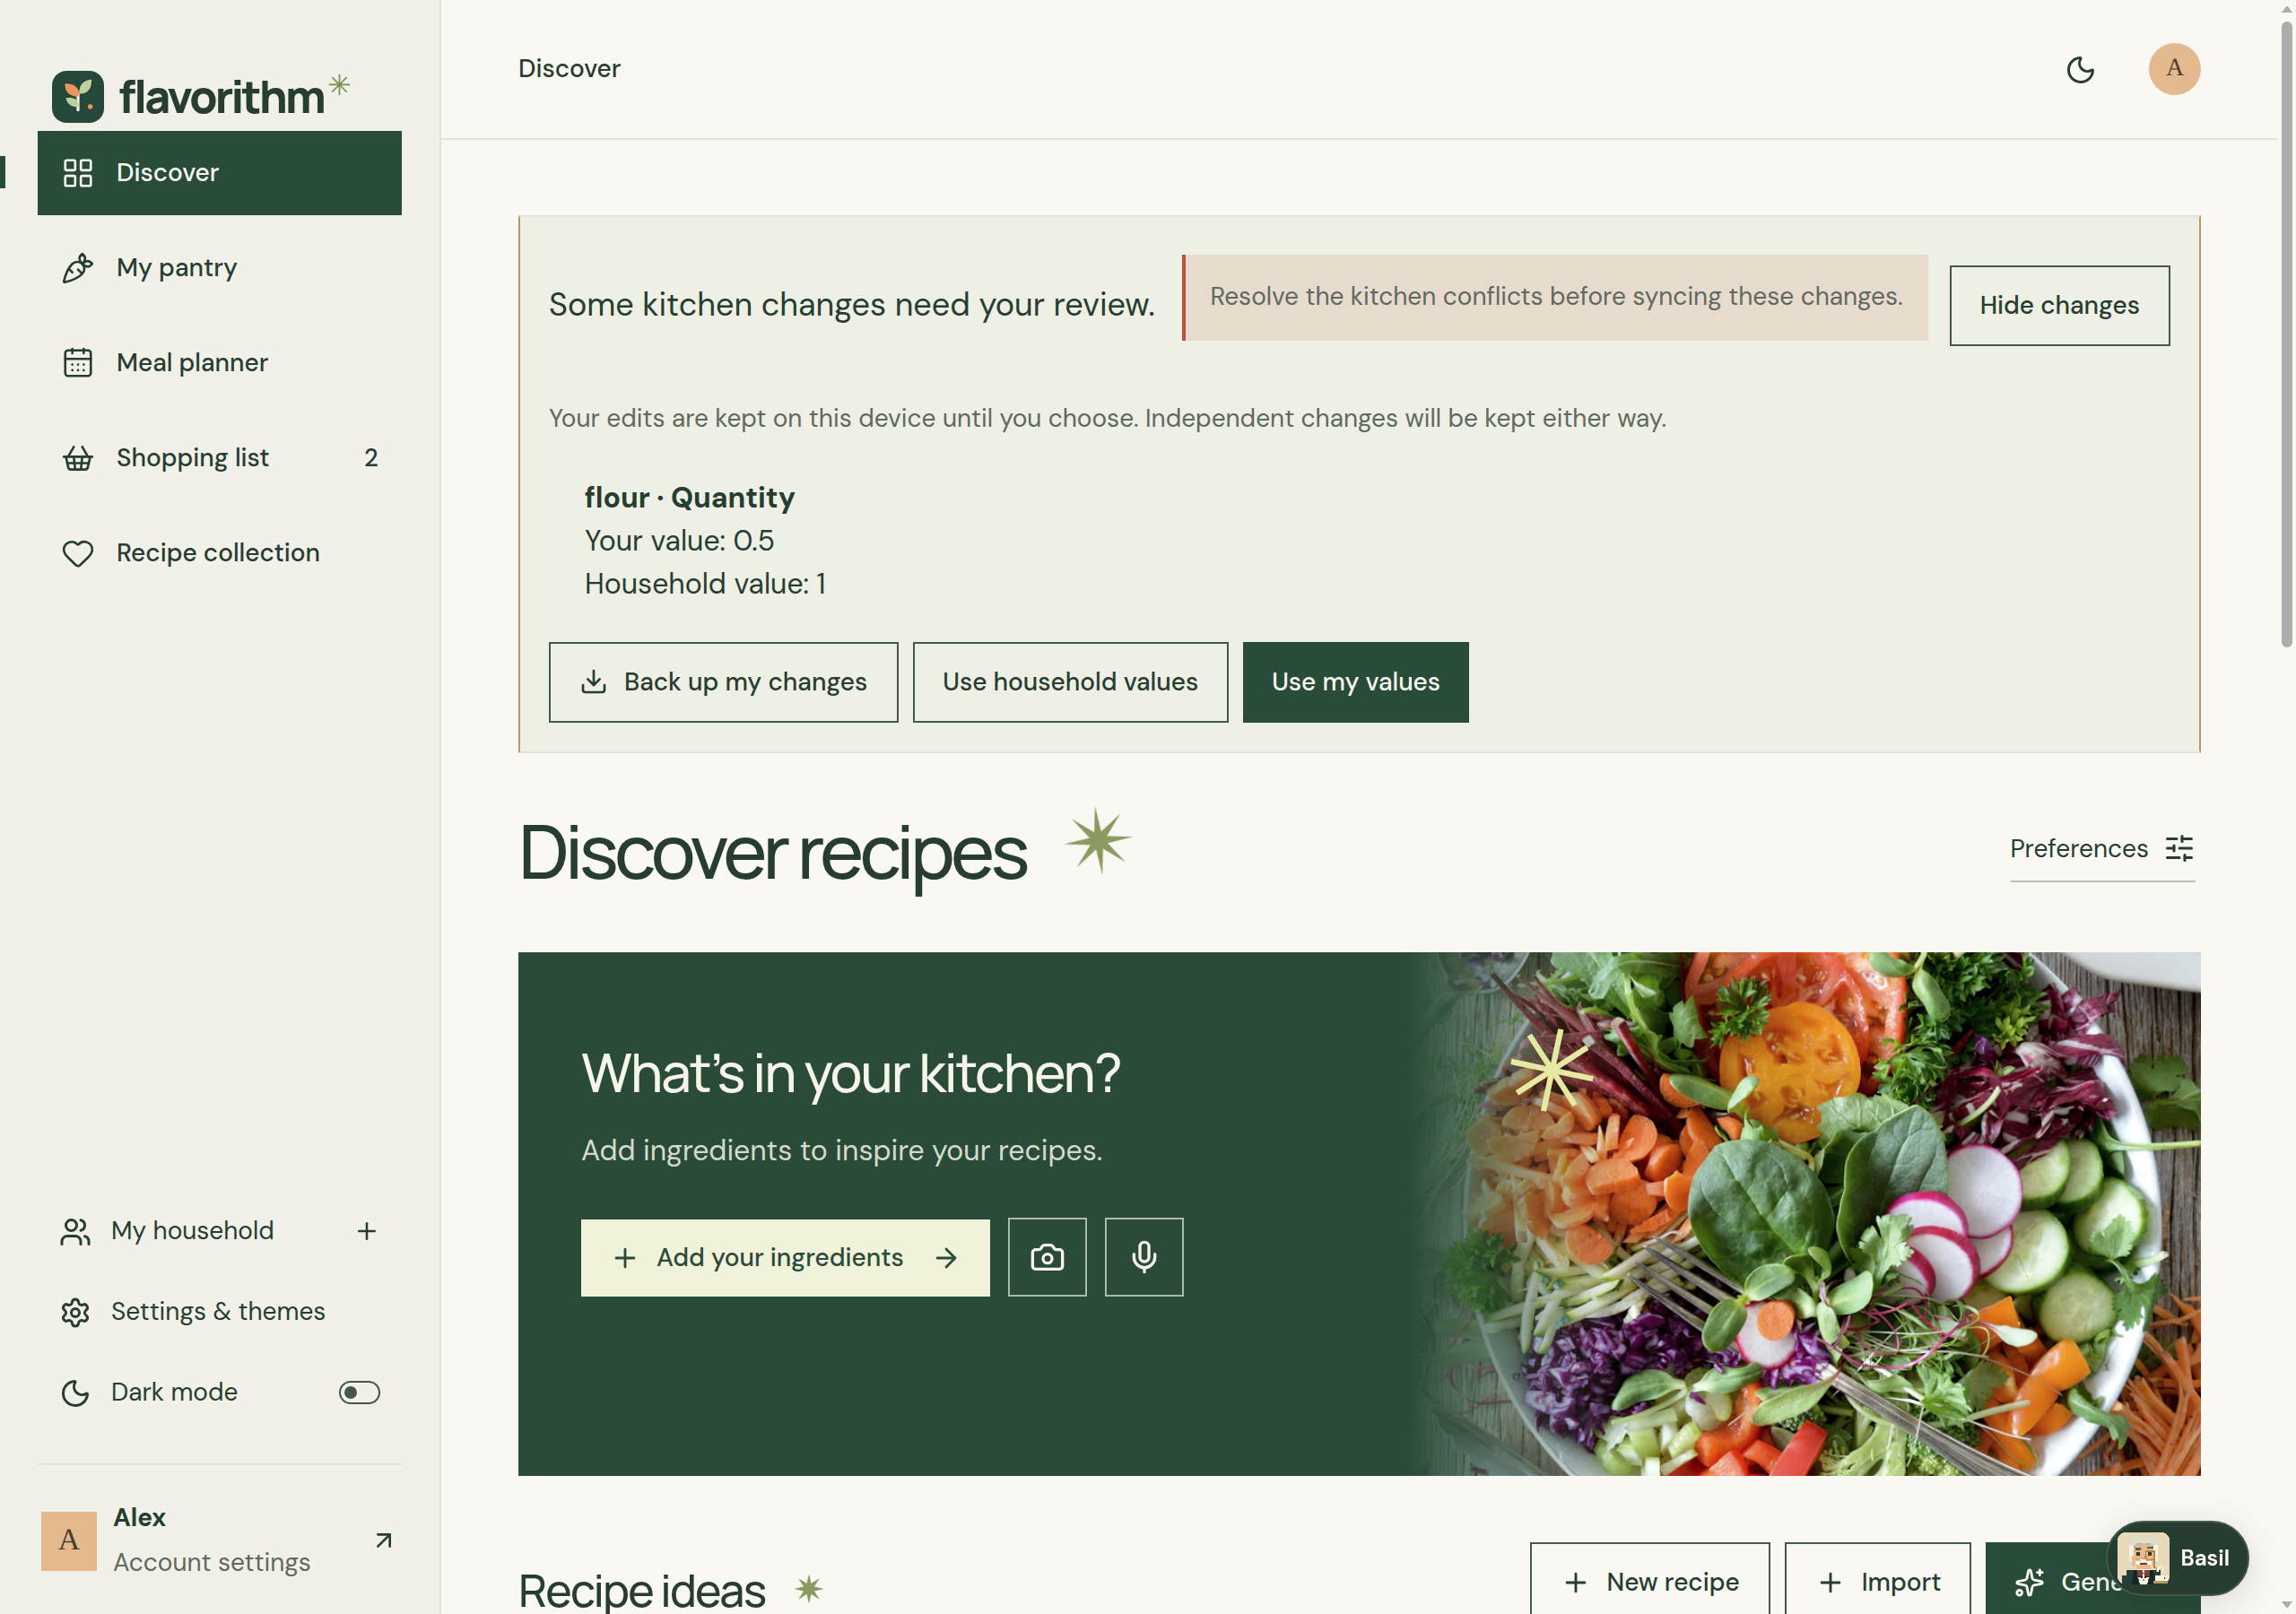 flavorithm
Discover
My pantry
Meal planner
Shopping list 2
Recipe collection
My household
Settings & themes
Dark mode
A
Alex
Account settings
Discover
A
Some kitchen changes need your review.
Resolve the kitchen conflicts before syncing these changes.
Hide changes
Your edits are kept on this device until you choose. Independent changes will be kept either way.
flour · Quantity
Your value: 0.5
Household value: 1
Back up my changes
Use household values
Use my values
Discover recipes
Preferences
What's in your kitchen?
Add ingredients to inspire your recipes.
Add your ingredients
Recipe ideas
New recipe
Import
Basil